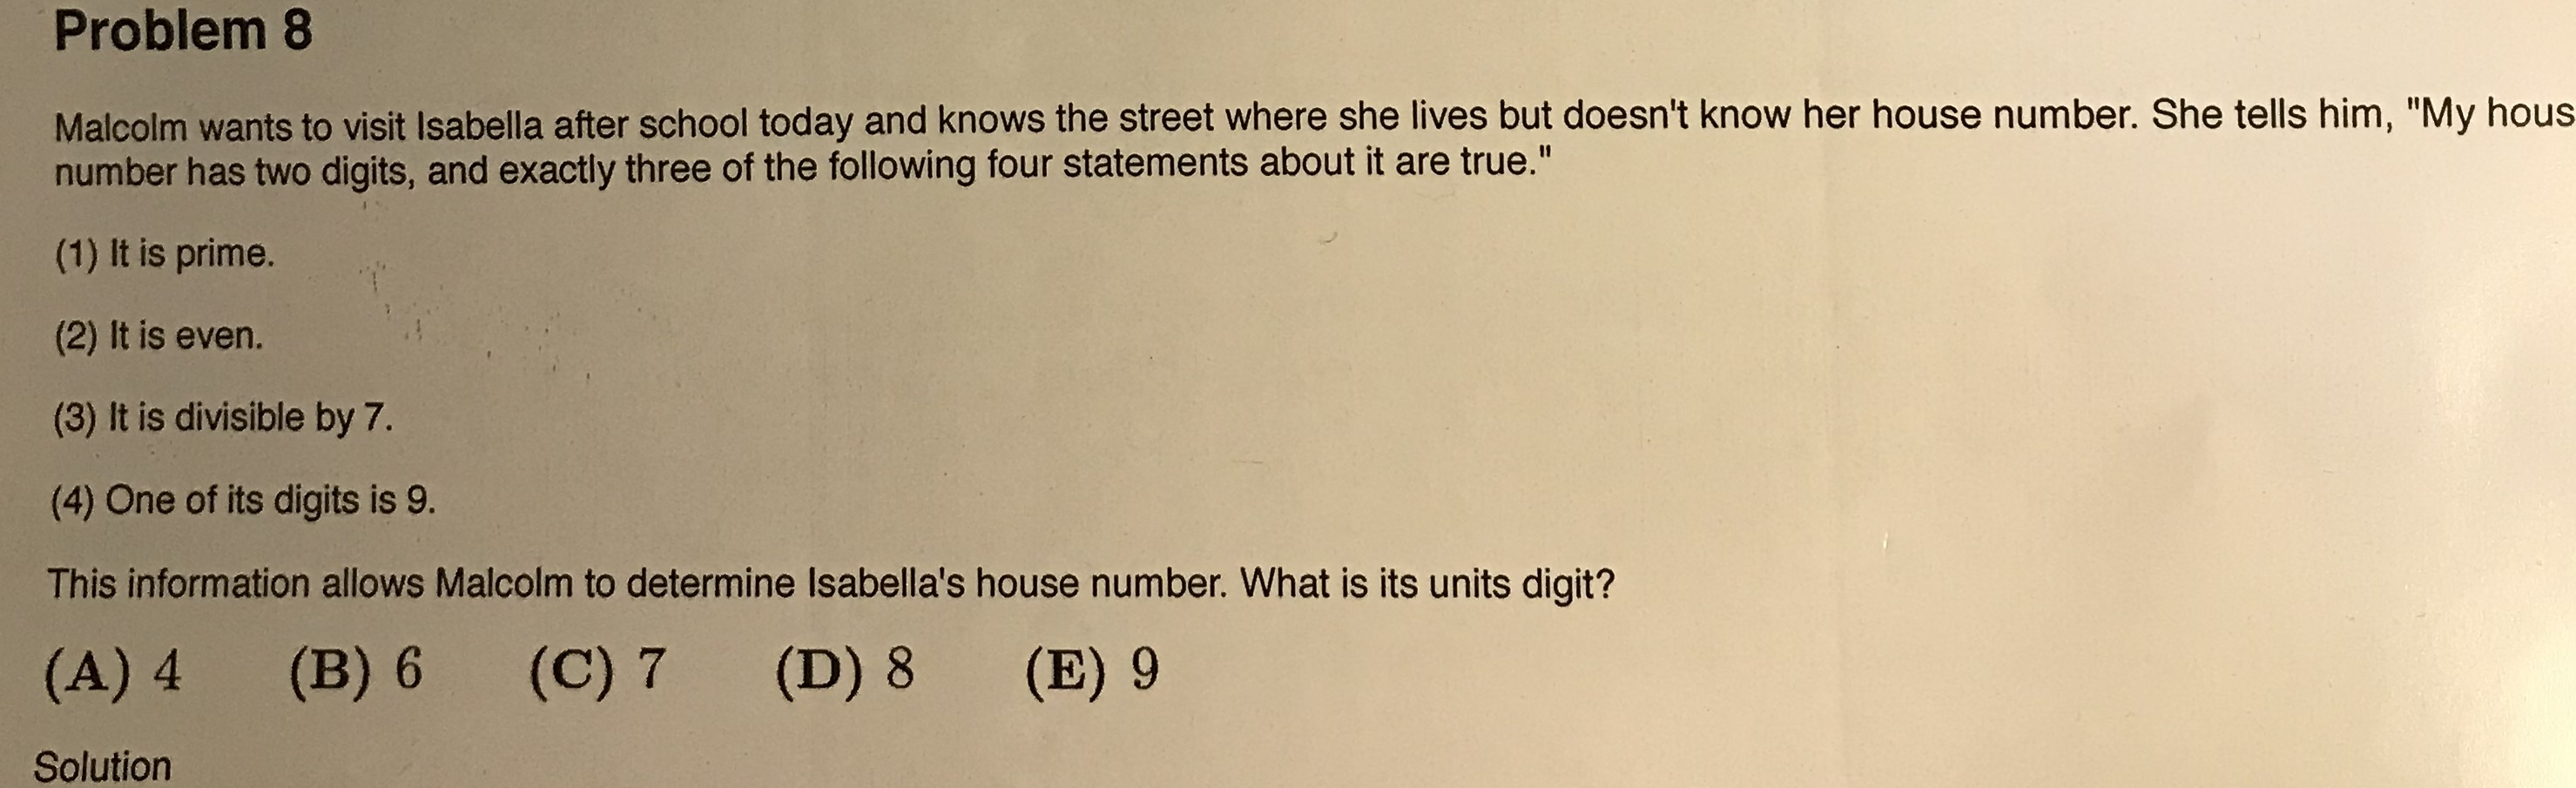 Problem 8
Malcolm wants to visit Isabella after school today and knows the street where she lives but doesn't know her house number. She tells him, "My hous
number has two digits, and exactly three of the following four statements about it are true."
(1) It is prime.
(2) It is even.
(3) It is divisible by 7.
(4) One of its digits is 9.
This information allows Malcolm to determine Isabella's house number. What is its units digit?
(A) 4 (B) 6 (C) 7 (D) 8 (E) 9
Solution